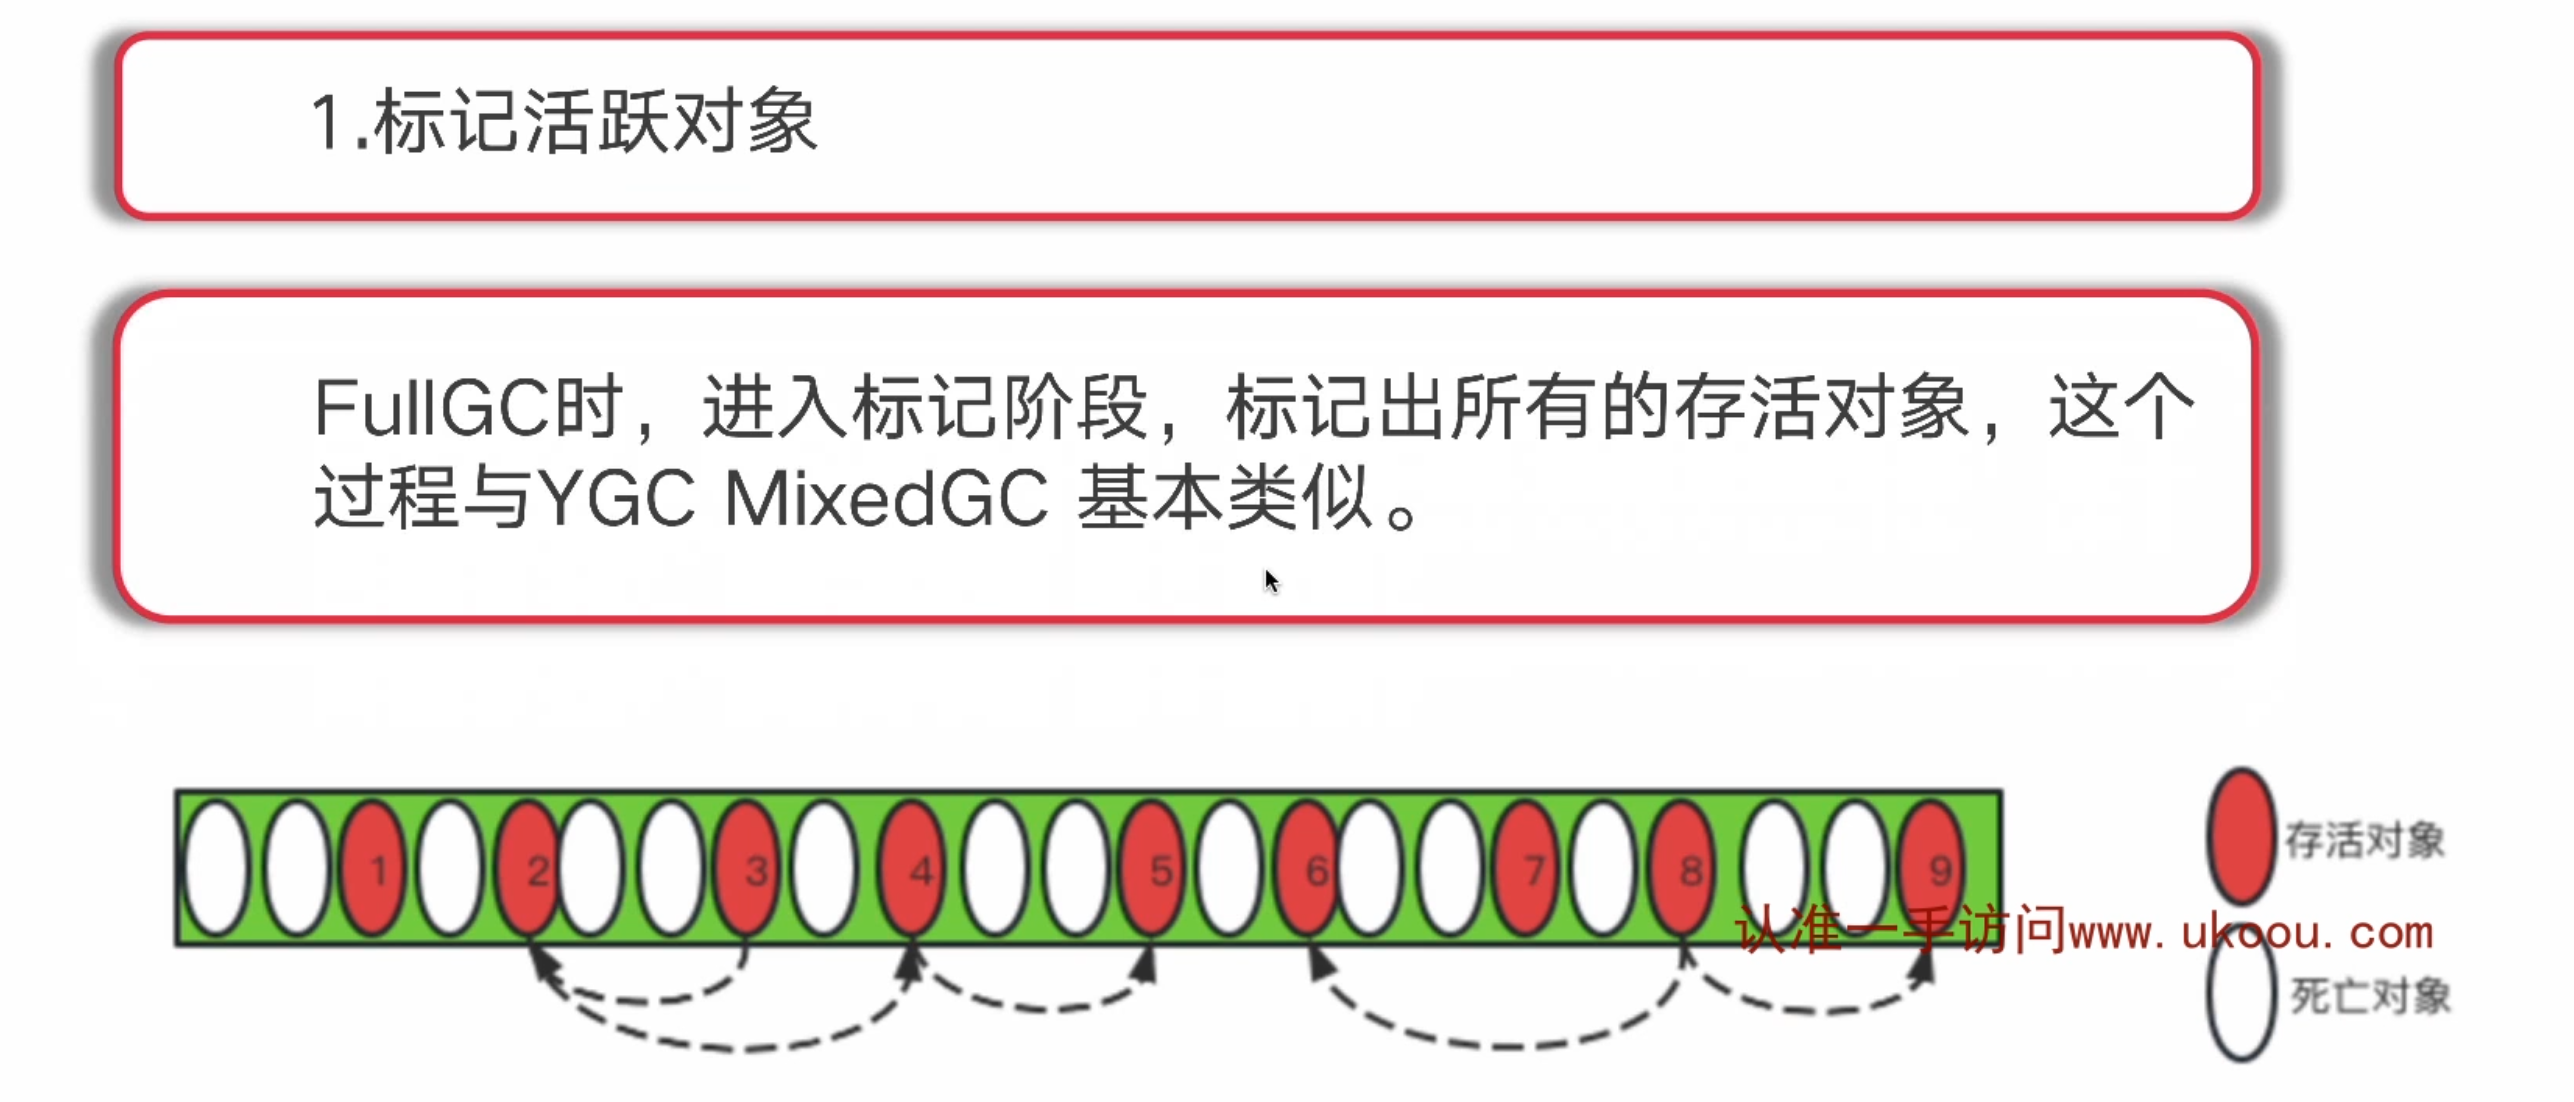 1.标记活跃对象
FullGC时，进入标记阶段，标记出所有的存活对象，这个
过程与YGC MixedGC 基本类似。
1 2 3 4 5 6 7 8 9
存活对象
认准一手访问www.ukoou.com
死亡对象